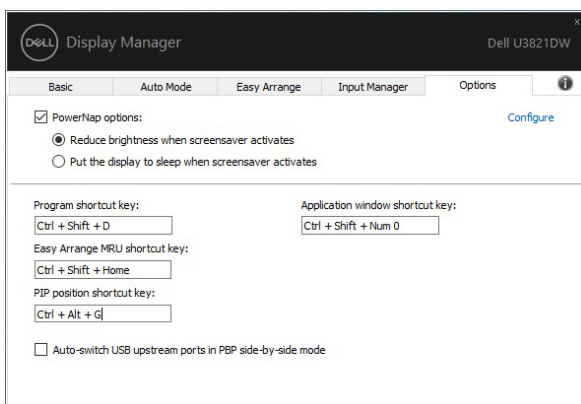 DELL Display Manager
Dell U3821DW
x
Basic Auto Mode Easy Arrange Input Manager Options i
PowerNap options:
Configure
Reduce brightness when screensaver activates
Put the display to sleep when screensaver activates
Program shortcut key:
Application window shortcut key:
Ctrl + Shift + D
Ctrl + Shift + Num 0
Easy Arrange MRU shortcut key:
Ctrl + Shift + Home
PIP position shortcut key:
Ctrl + Alt + G
Auto-switch USB upstream ports in PBP side-by-side mode